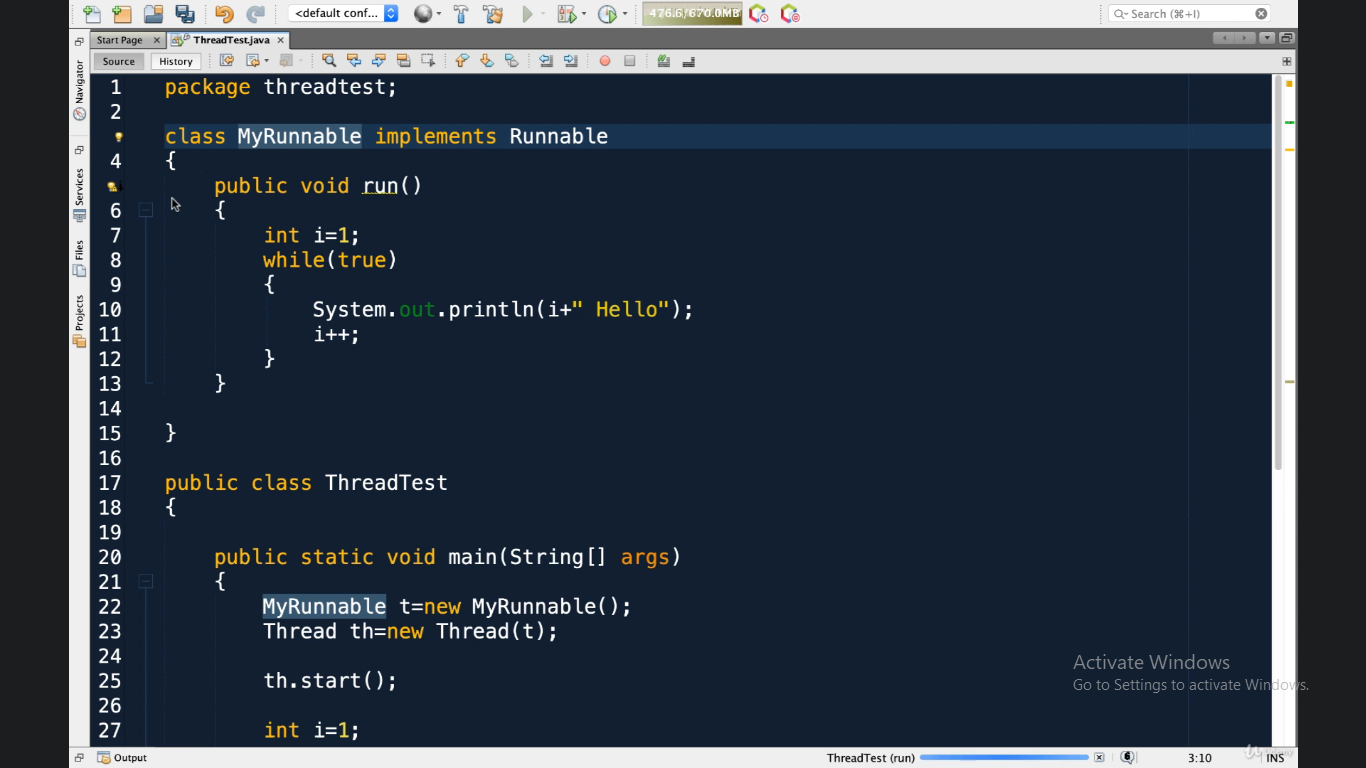 <default conf...
476.6/670.0MB
Search (⌘+I)
Start Page
ThreadTest.java
Source
History
Navigator
Services
Files
Projects
1 package threadtest;
2
class MyRunnable implements Runnable
4 {
public void run()
6 {
7 int i=1;
8 while(true)
9 {
10 System.out.println(i+" Hello");
11 i++;
12 }
13 }
14
15 }
16
17 public class ThreadTest
18 {
19
20 public static void main(String[] args)
21 {
22 MyRunnable t=new MyRunnable();
23 Thread th=new Thread(t);
24
25 th.start();
26
27 int i=1;
Activate Windows
Go to Settings to activate Windows.
Output
ThreadTest (run)
3:10
INS